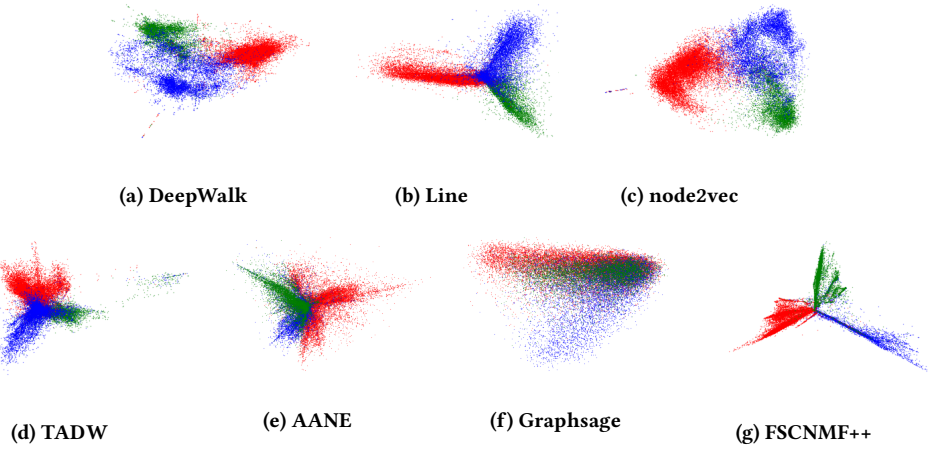 (a) DeepWalk
(b) Line
(c) node2vec
(d) TADW
(e) AANE
(f) Graphsage
(g) FSCNMF++